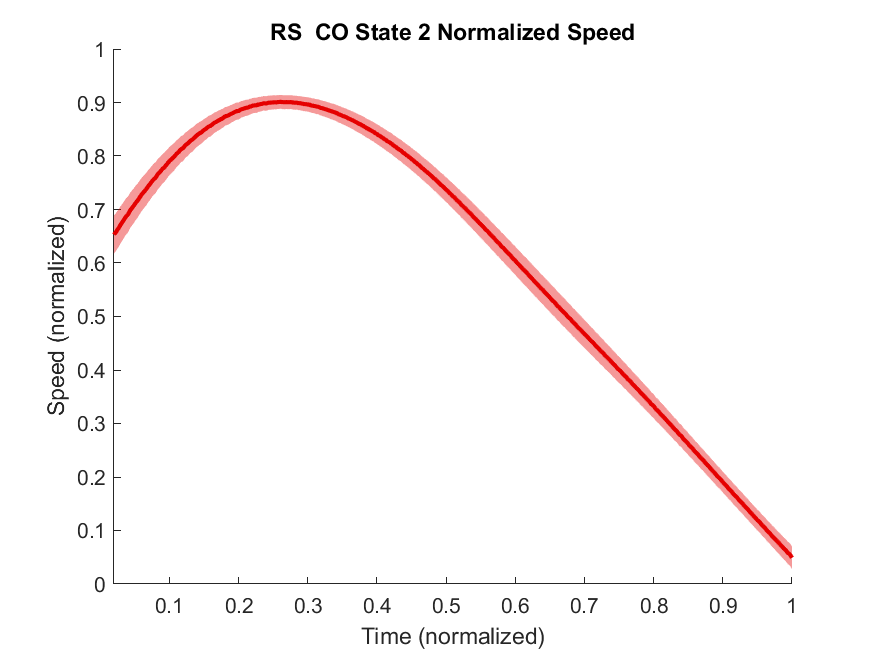 RS  CO State 2 Normalized Speed
1
0.9
0.8
0.7
0.6
0.5
0.4
0.3
0.2
0.1
0
Speed (normalized)
0.1 0.2 0.3 0.4 0.5 0.6 0.7 0.8 0.9 1
Time (normalized)